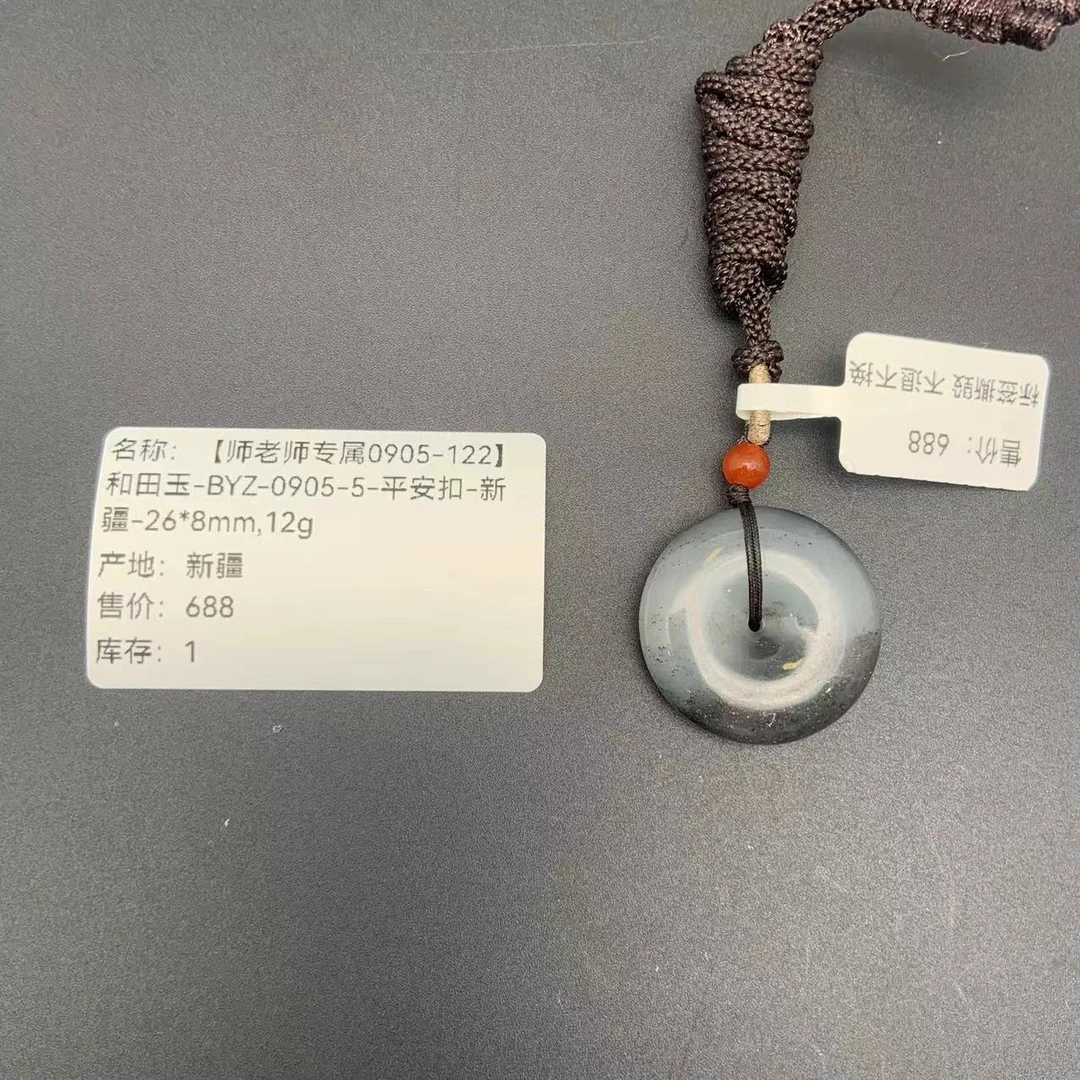 名称：【师老师专属0905-122】
和田玉-BYZ-0905-5-平安扣-新
疆-26*8mm,12g
产地：新疆
售价：688
库存：1
售价：688
标签撕毁 不退不换